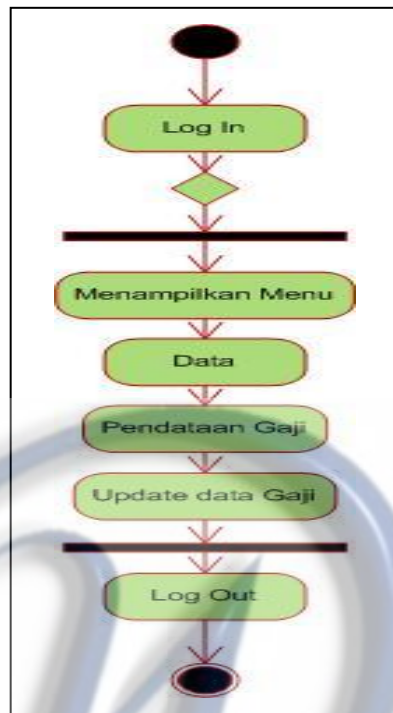 Log In
Menampilkan Menu
Data
Pendataan Gaji
Update data Gaji
Log Out